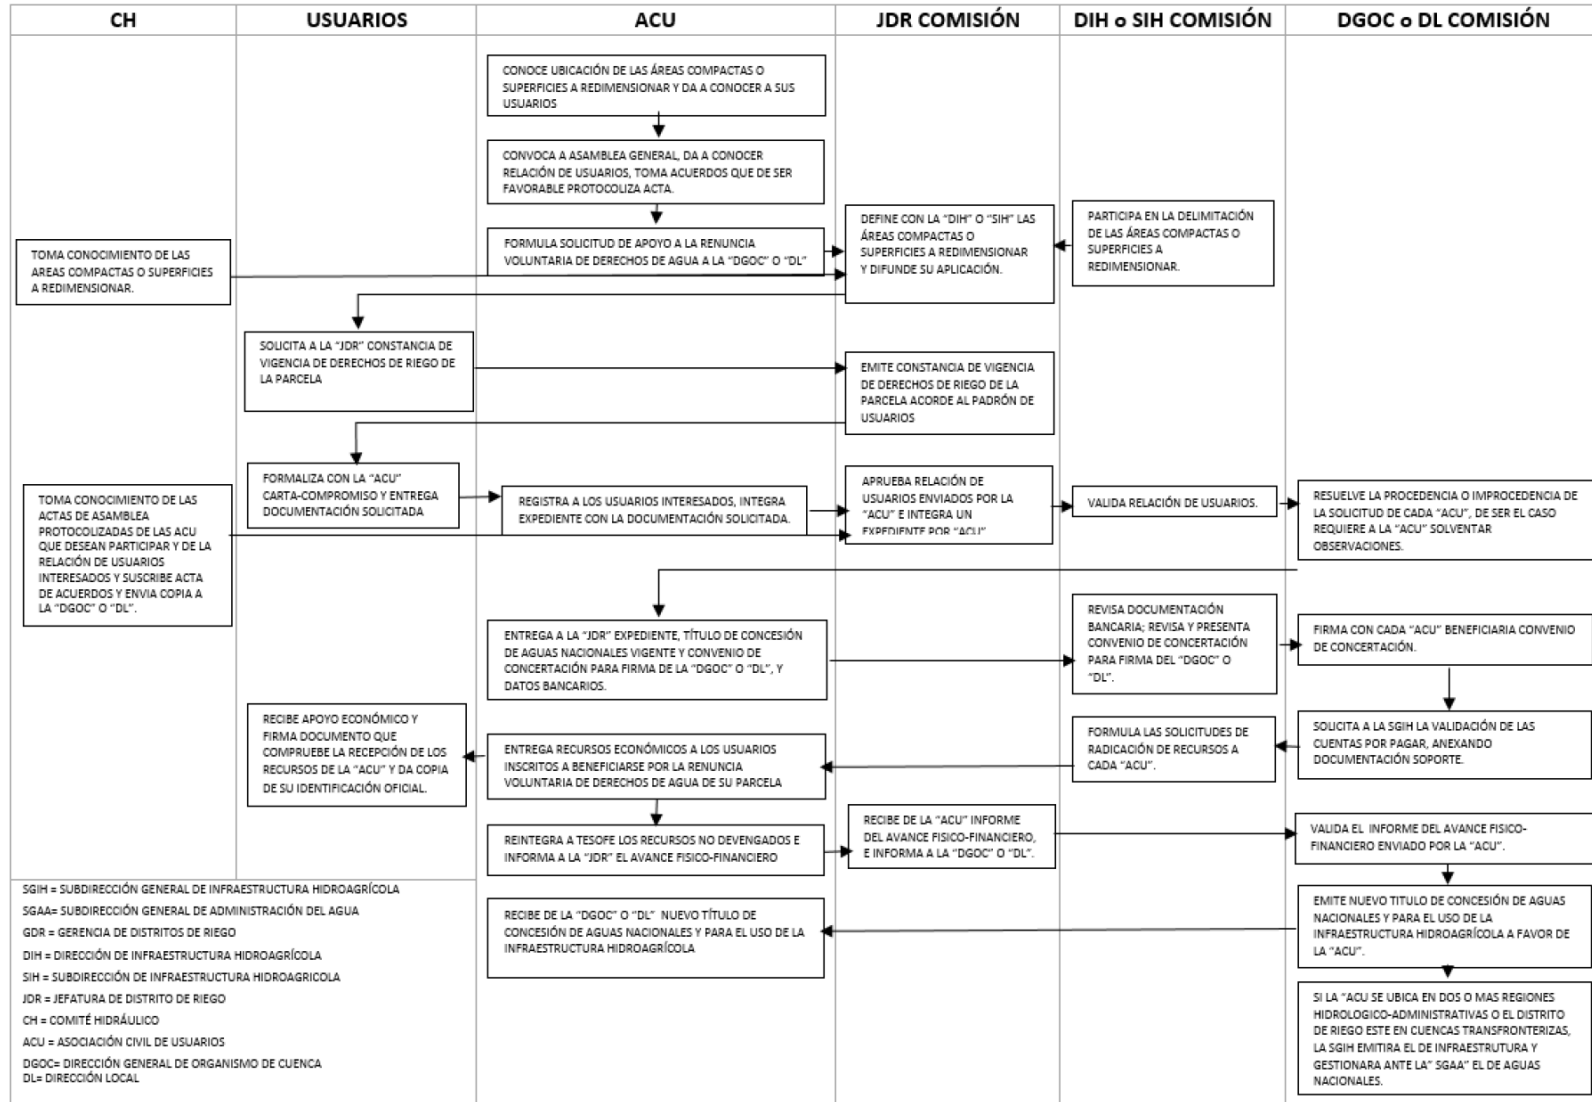 CH
USUARIOS
ACU
JDR COMISIÓN
DIH o SIH COMISIÓN
DGOC o DL COMISIÓN
CONOCE UBICACIÓN DE LAS ÁREAS COMPACTAS O
SUPERFICIES A REDIMENSIONAR Y DA A CONOCER A SUS
USUARIOS
CONVOCA A ASAMBLEA GENERAL, DA A CONOCER
RELACIÓN DE USUARIOS, TOMA ACUERDOS QUE DE SER
FAVORABLE PROTOCOLIZA ACTA.
TOMA CONOCIMIENTO DE LAS
AREAS COMPACTAS O SUPERFICIES
A REDIMENSIONAR.
FORMULA SOLICITUD DE APOYO A LA RENUNCIA
VOLUNTARIA DE DERECHOS DE AGUA A LA "DGOC" O "DL"
DEFINE CON LA "DIH" O "SIH" LAS
ÁREAS COMPACTAS O
SUPERFICIES A REDIMENSIONAR
Y DIFUNDE SU APLICACIÓN.
PARTICIPA EN LA DELIMITACIÓN
DE LAS ÁREAS COMPACTAS O
SUPERFICIES A
REDIMENSIONAR.
SOLICITA A LA "JDR" CONSTANCIA DE
VIGENCIA DE DERECHOS DE RIEGO DE
LA PARCELA
EMITE CONSTANCIA DE VIGENCIA
DE DERECHOS DE RIEGO DE LA
PARCELA ACORDE AL PADRÓN DE
USUARIOS
TOMA CONOCIMIENTO DE LAS
ACTAS DE ASAMBLEA
PROTOCOLIZADAS DE LAS ACU
QUE DESEAN PARTICIPAR Y DE LA
RELACIÓN DE USUARIOS
INTERESADOS Y SUSCRIBE ACTA
DE ACUERDOS Y ENVIA COPIA A
LA "DGOC" O "DL".
FORMALIZA CON LA "ACU"
CARTA-COMPROMISO Y ENTREGA
DOCUMENTACIÓN SOLICITADA
REGISTRA A LOS USUARIOS INTERESADOS, INTEGRA
EXPEDIENTE CON LA DOCUMENTACIÓN SOLICITADA.
APRUEBA RELACIÓN DE
USUARIOS ENVIADOS POR LA
"ACU" E INTEGRA UN
EXPEDIENTE POR "ACU"
VALIDA RELACIÓN DE USUARIOS.
RESUELVE LA PROCEDENCIA O IMPROCEDENCIA DE
LA SOLICITUD DE CADA "ACU", DE SER EL CASO
REQUIERE A LA "ACU" SOLVENTAR
OBSERVACIONES.
ENTREGA A LA "JDR" EXPEDIENTE, TÍTULO DE CONCESIÓN
DE AGUAS NACIONALES VIGENTE Y CONVENIO DE
CONCERTACIÓN PARA FIRMA DE LA "DGOC" O "DL", Y
DATOS BANCARIOS.
REVISA DOCUMENTACIÓN
BANCARIA; REVISA Y PRESENTA
CONVENIO DE CONCERTACIÓN
PARA FIRMA DEL "DGOC" O
"DL".
FIRMA CON CADA "ACU" BENEFICIARIA CONVENIO
DE CONCERTACIÓN.
RECIBE APOYO ECONÓMICO Y
FIRMA DOCUMENTO QUE
COMPRUEBE LA RECEPCIÓN DE LOS
RECURSOS DE LA "ACU" Y DA COPIA
DE SU IDENTIFICACIÓN OFICIAL.
ENTREGA RECURSOS ECONÓMICOS A LOS USUARIOS
INSCRITOS A BENEFICIARSE POR LA RENUNCIA
VOLUNTARIA DE DERECHOS DE AGUA DE SU PARCELA
FORMULA LAS SOLICITUDES DE
RADICACIÓN DE RECURSOS A
CADA "ACU".
SOLICITA A LA SGIH LA VALIDACIÓN DE LAS
CUENTAS POR PAGAR, ANEXANDO
DOCUMENTACIÓN SOPORTE.
REINTEGRA A TESOFE LOS RECURSOS NO DEVENGADOS E
INFORMA A LA "JDR" EL AVANCE FISICO-FINANCIERO
RECIBE DE LA "ACU" INFORME
DEL AVANCE FISICO-FINANCIERO,
E INFORMA A LA "DGOC" O "DL".
VALIDA EL INFORME DEL AVANCE FISICO-
FINANCIERO ENVIADO POR LA "ACU".
RECIBE DE LA "DGOC" O "DL" NUEVO TÍTULO DE
CONCESIÓN DE AGUAS NACIONALES Y PARA EL USO DE LA
INFRAESTRUCTURA HIDROAGRÍCOLA
EMITE NUEVO TITULO DE CONCESIÓN DE AGUAS
NACIONALES Y PARA EL USO DE LA
INFRAESTRUCTURA HIDROAGRÍCOLA A FAVOR DE
LA "ACU".
SI LA "ACU SE UBICA EN DOS O MAS REGIONES
HIDROLOGICO-ADMINISTRATIVAS O EL DISTRITO
DE RIEGO ESTE EN CUENCAS TRANSFRONTERIZAS,
LA SGIH EMITIRA EL DE INFRAESTRUTURA Y
GESTIONARA ANTE LA" SGAA" EL DE AGUAS
NACIONALES.
SGIH = SUBDIRECCIÓN GENERAL DE INFRAESTRUCTURA HIDROAGRÍCOLA
SGAA= SUBDIRECCIÓN GENERAL DE ADMINISTRACIÓN DEL AGUA
GDR = GERENCIA DE DISTRITOS DE RIEGO
DIH = DIRECCIÓN DE INFRAESTRUCTURA HIDROAGRÍCOLA
SIH = SUBDIRECCIÓN DE INFRAESTRUCTURA HIDROAGRICOLA
JDR = JEFATURA DE DISTRITO DE RIEGO
CH = COMITÉ HIDRÁULICO
ACU = ASOCIACIÓN CIVIL DE USUARIOS
DGOC= DIRECCIÓN GENERAL DE ORGANISMO DE CUENCA
DL= DIRECCIÓN LOCAL